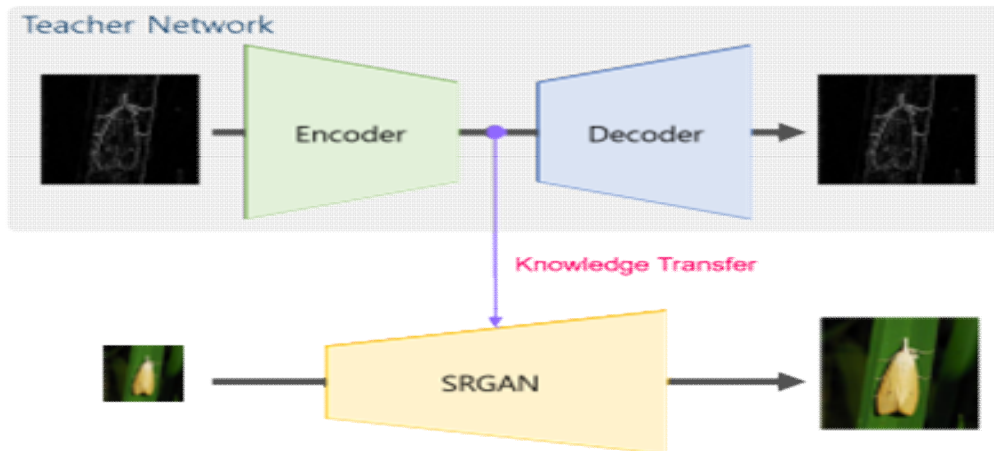 Teacher Network
Encoder
Decoder
Knowledge Transfer
SRGAN